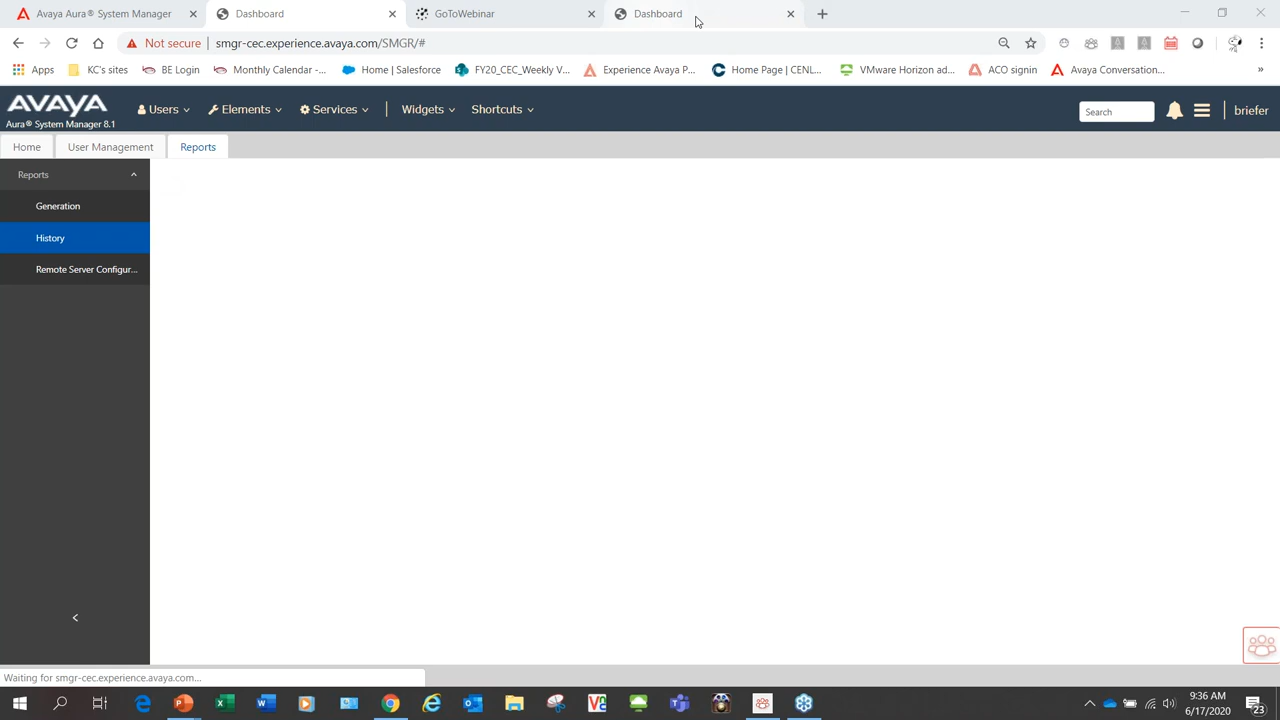 Avaya Aura® System Manager
Dashboard
GoToWebinar
Dashboard
Not secure
smgr-cec.experience.avaya.com/SMGR/#
Apps
KC's sites
BE Login
Monthly Calendar -...
Home | Salesforce
FY20_CEC_Weekly V...
Experience Avaya P...
Home Page | CENL...
VMware Horizon ad...
ACO signin
Avaya Conversation...
»
AVAYA
Aura® System Manager 8.1
Users
Elements
Services
Widgets
Shortcuts
Search
briefer
Home
User Management
Reports
Reports
Generation
History
Remote Server Configur...
Waiting for smgr-cec.experience.avaya.com...
9:36 AM
6/17/2020
23